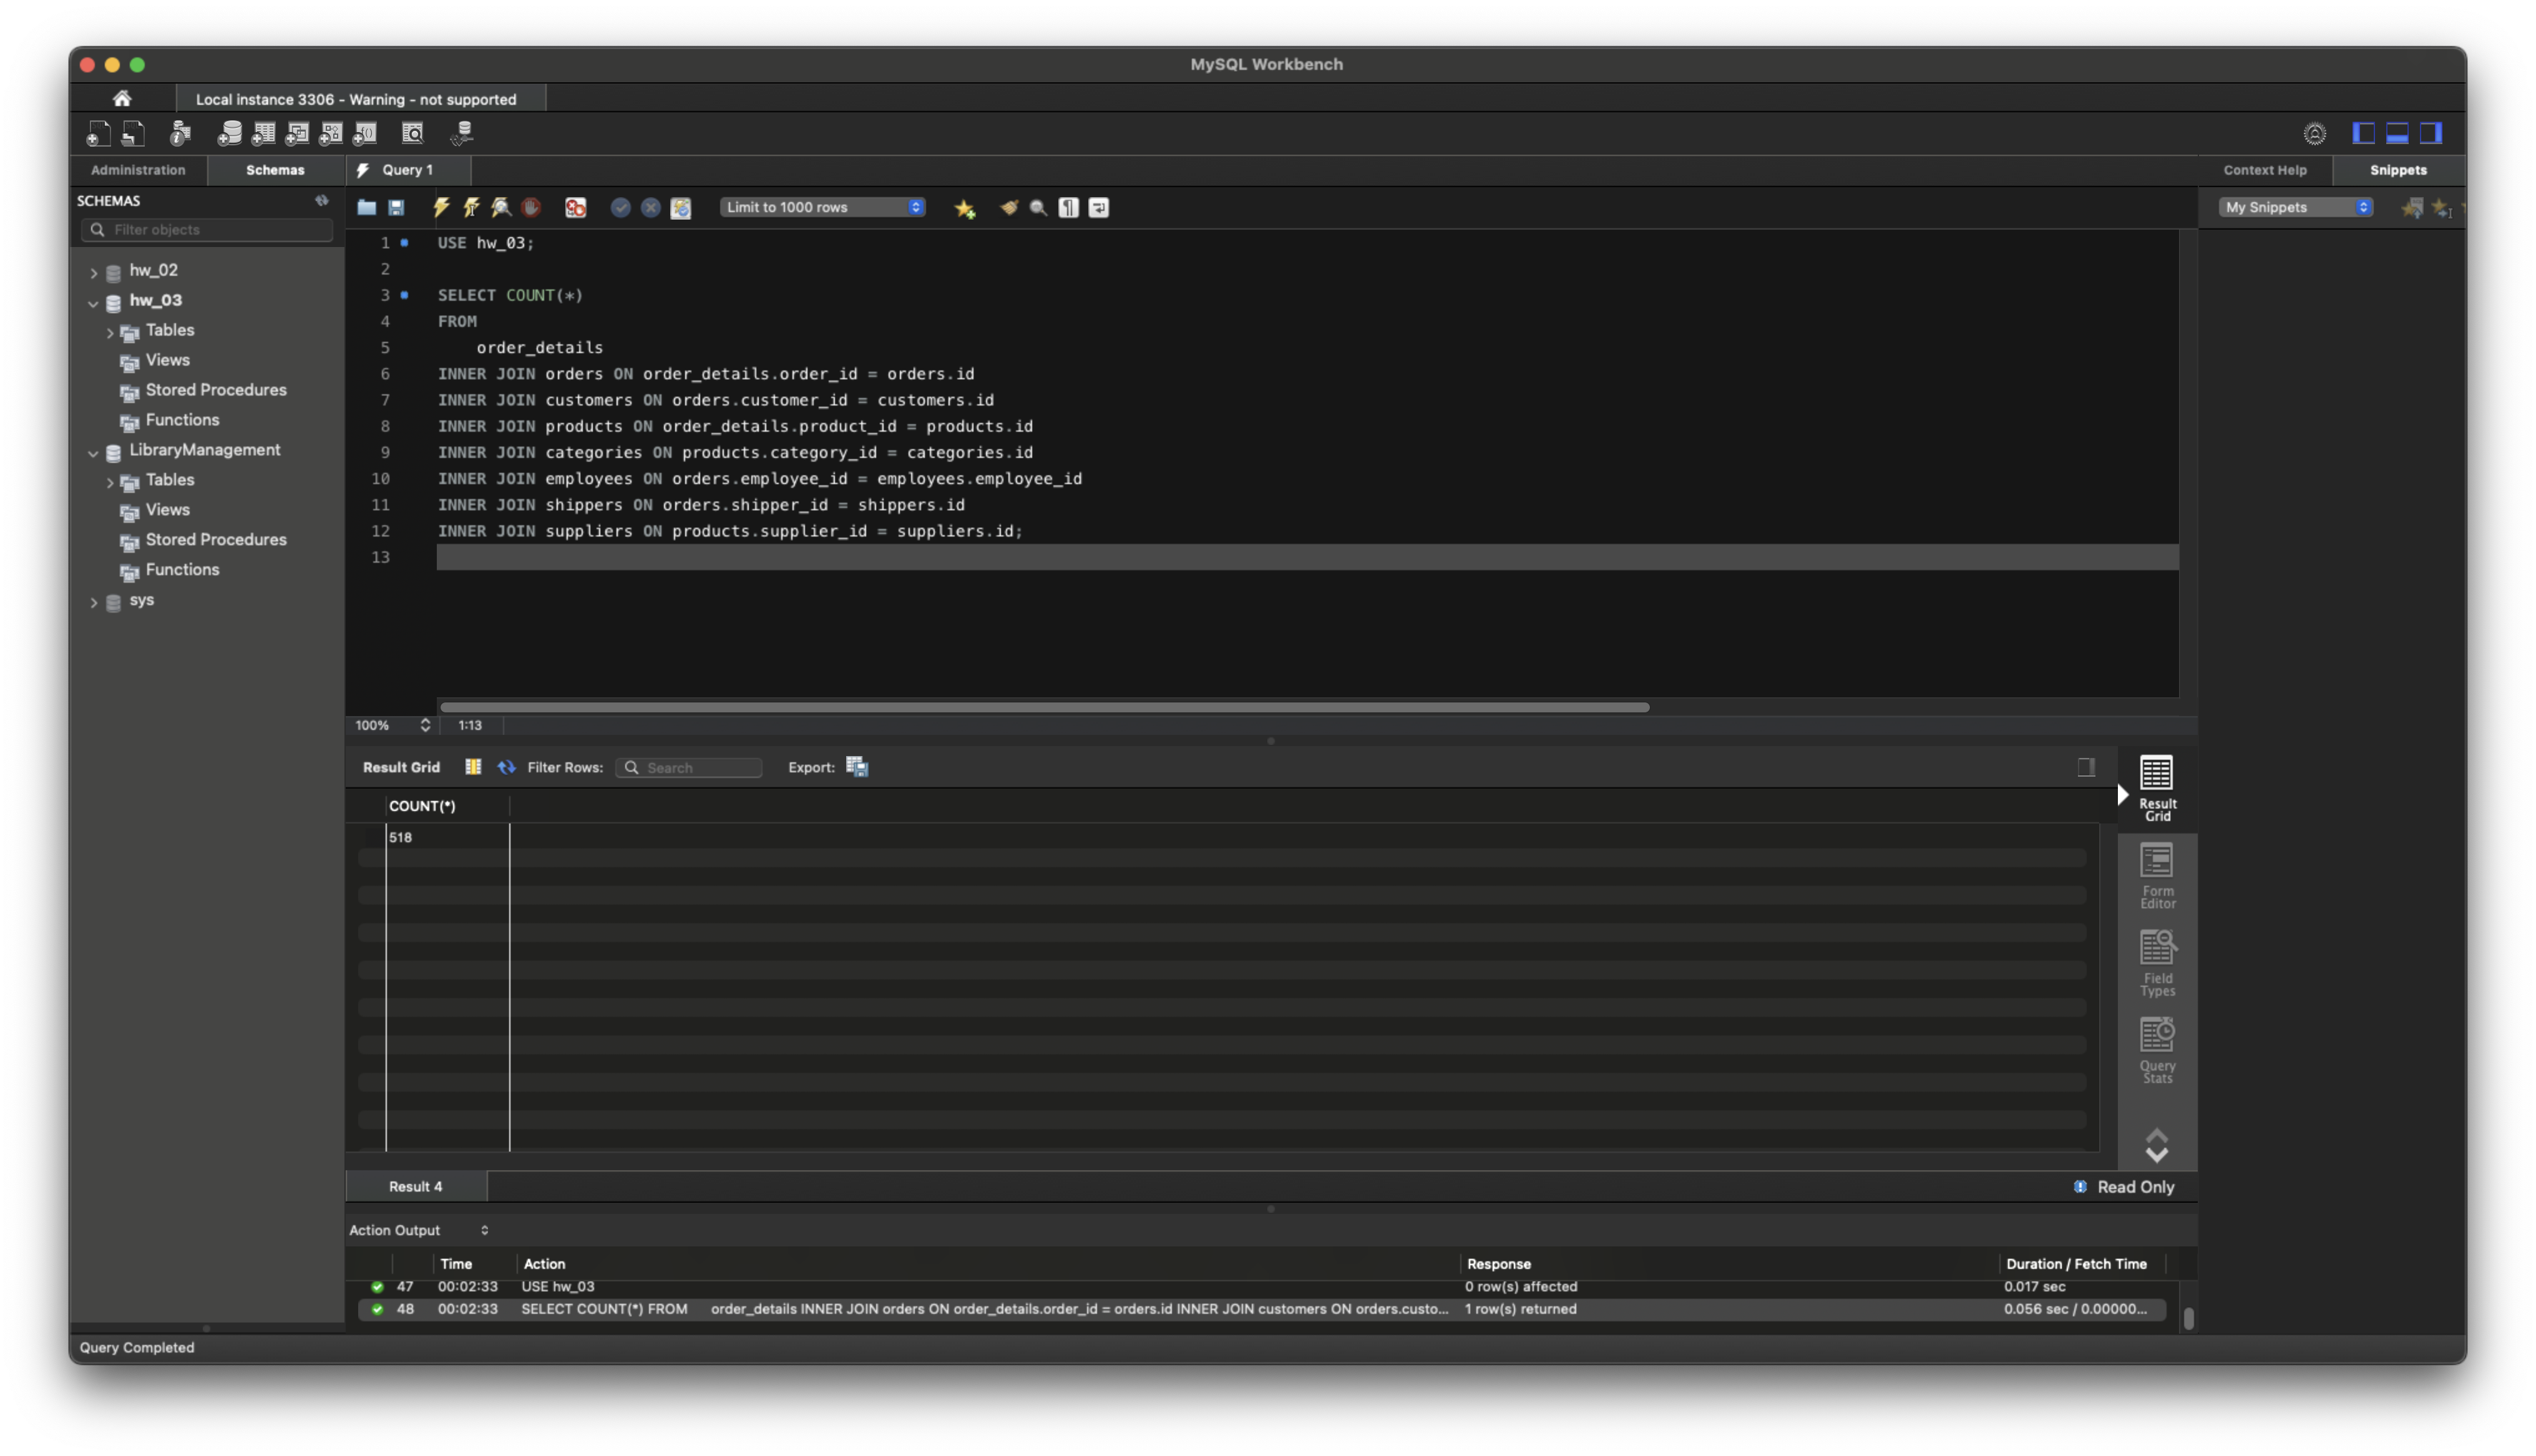 MySQL Workbench
Local instance 3306 - Warning - not supported
Administration
Schemas
Query 1
Context Help
Snippets
SCHEMAS
Limit to 1000 rows
My Snippets
Filter objects
hw_02
hw_03
Tables
Views
Stored Procedures
Functions
LibraryManagement
Tables
Views
Stored Procedures
Functions
sys
1 USE hw_03;
2
3 SELECT COUNT(*)
4 FROM
5 order_details
6 INNER JOIN orders ON order_details.order_id = orders.id
7 INNER JOIN customers ON orders.customer_id = customers.id
8 INNER JOIN products ON order_details.product_id = products.id
9 INNER JOIN categories ON products.category_id = categories.id
10 INNER JOIN employees ON orders.employee_id = employees.employee_id
11 INNER JOIN shippers ON orders.shipper_id = shippers.id
12 INNER JOIN suppliers ON products.supplier_id = suppliers.id;
13
100% 1:13
Result Grid Filter Rows: Search Export:
COUNT(*)
518
Result
Grid
Form
Editor
Field
Types
Query
Stats
Result 4
Read Only
Action Output
Time Action Response Duration / Fetch Time
47 00:02:33 USE hw_03 0 row(s) affected 0.017 sec
48 00:02:33 SELECT COUNT(*) FROM order_details INNER JOIN orders ON order_details.order_id = orders.id INNER JOIN customers ON orders.custo... 1 row(s) returned 0.056 sec / 0.00000...
Query Completed